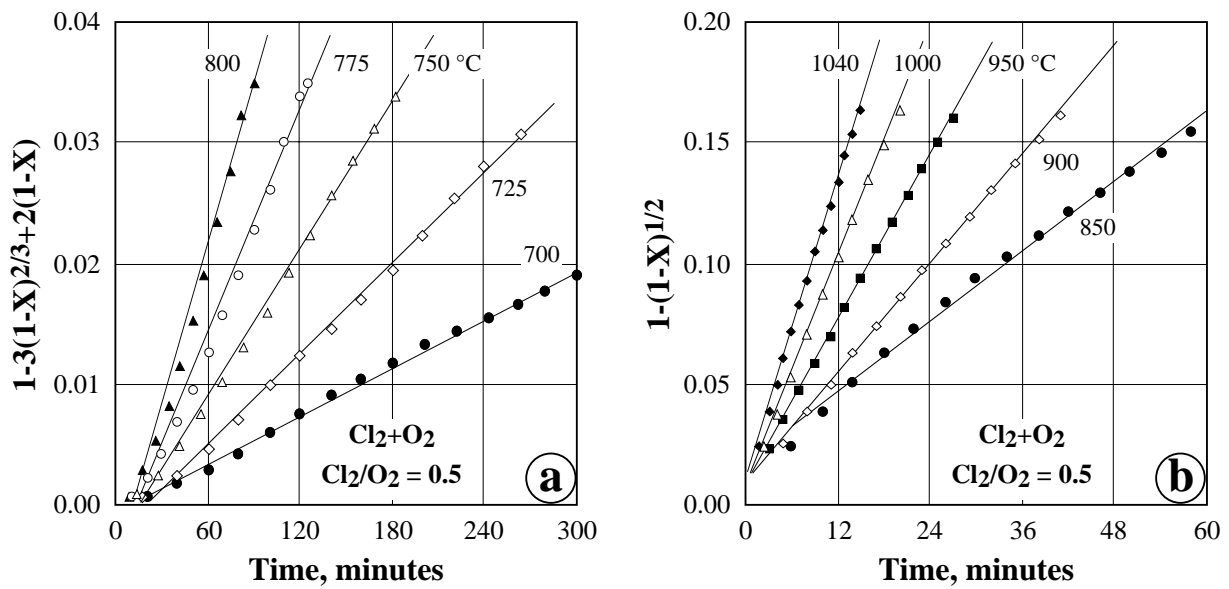 1-3(1-X)2/3+2(1-X)
0.04
0.03
0.02
0.01
0.00
800
775
750 °C
725
700
Cl2+O2
Cl2/O2 = 0.5
a
0 60 120 180 240 300
Time, minutes
1-(1-X)1/2
0.20
0.15
0.10
0.05
0.00
1040
1000
950 °C
900
850
Cl2+O2
Cl2/O2 = 0.5
b
0 12 24 36 48 60
Time, minutes